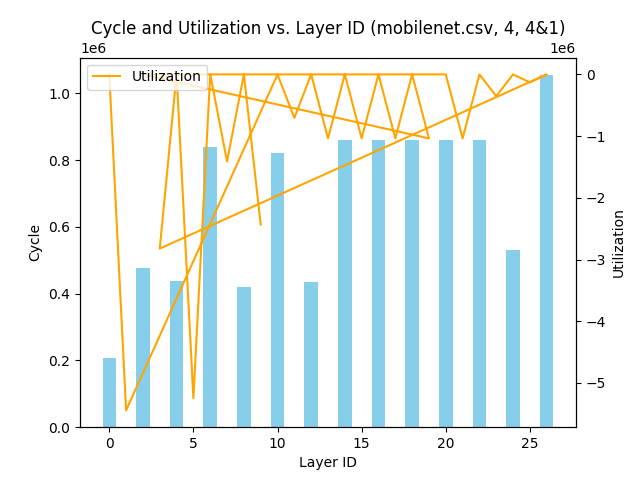 Cycle and Utilization vs. Layer ID (mobilenet.csv, 4, 4&1)
1e6
1e6
Utilization
1.0
0.8
0.6
0.4
0.2
0.0
Cycle
0
−1
−2
−3
−4
−5
Utilization
0
5
10
15
20
25
Layer ID